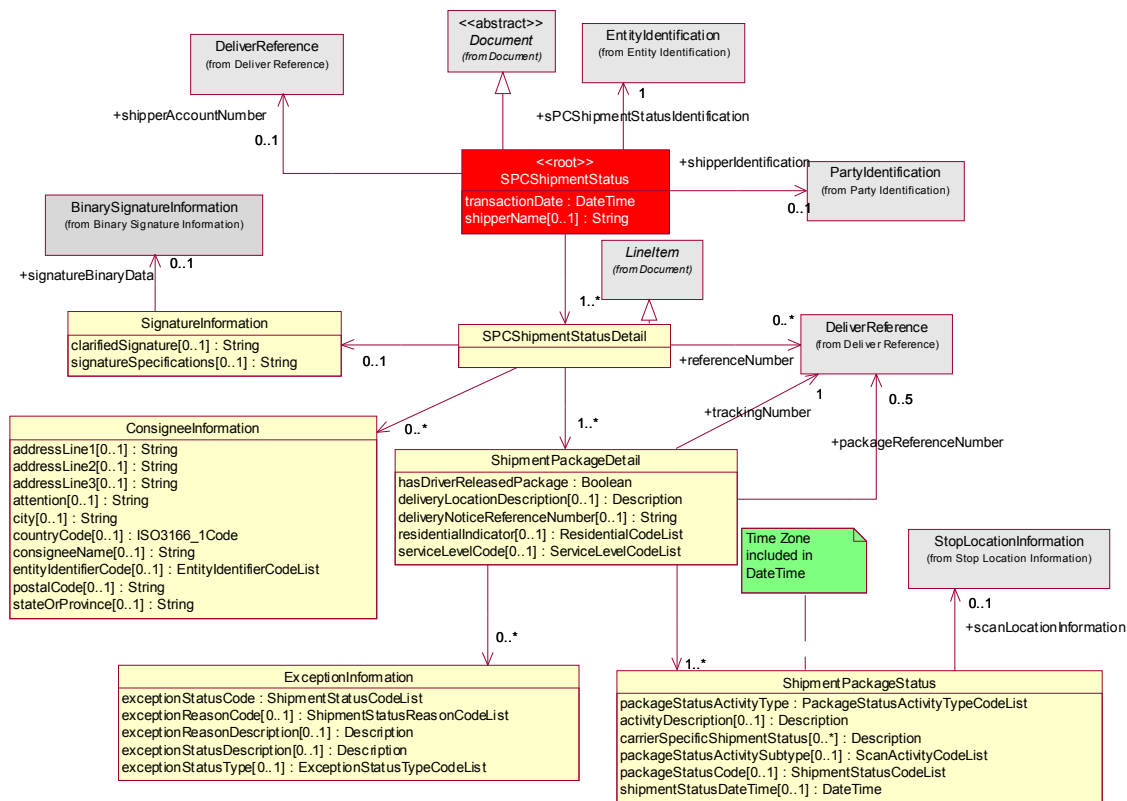 <<abstract>>
Document
(from Document)
DeliverReference
(from Deliver Reference)
EntityIdentification
(from Entity Identification)
+shipperAccountNumber
0..1
1
+sPCShipmentStatusIdentification
<<root>>
SPCShipmentStatus
transactionDate : DateTime
shipperName[0..1] : String
+shipperIdentification
0..1
PartyIdentification
(from Party Identification)
BinarySignatureInformation
(from Binary Signature Information)
0..1
+signatureBinaryData
LineItem
(from Document)
1..*
SignatureInformation
clarifiedSignature[0..1] : String
signatureSpecifications[0..1] : String
0..1
SPCShipmentStatusDetail
0..*
+referenceNumber
DeliverReference
(from Deliver Reference)
1
+trackingNumber
0..5
+packageReferenceNumber
0..*
1..*
ConsigneeInformation
addressLine1[0..1] : String
addressLine2[0..1] : String
addressLine3[0..1] : String
attention[0..1] : String
city[0..1] : String
countryCode[0..1] : ISO3166_1Code
consigneeName[0..1] : String
entityIdentifierCode[0..1] : EntityIdentifierCodeList
postalCode[0..1] : String
stateOrProvince[0..1] : String
ShipmentPackageDetail
hasDriverReleasedPackage : Boolean
deliveryLocationDescription[0..1] : Description
deliveryNoticeReferenceNumber[0..1] : String
residentialIndicator[0..1] : ResidentialCodeList
serviceLevelCode[0..1] : ServiceLevelCodeList
Time Zone
included in
DateTime
StopLocationInformation
(from Stop Location Information)
0..1
+scanLocationInformation
0..*
1..*
ExceptionInformation
exceptionStatusCode : ShipmentStatusCodeList
exceptionReasonCode[0..1] : ShipmentStatusReasonCodeList
exceptionReasonDescription[0..1] : Description
exceptionStatusDescription[0..1] : Description
exceptionStatusType[0..1] : ExceptionStatusTypeCodeList
ShipmentPackageStatus
packageStatusActivityType : PackageStatusActivityTypeCodeList
activityDescription[0..1] : Description
carrierSpecificShipmentStatus[0..*] : Description
packageStatusActivitySubtype[0..1] : ScanActivityCodeList
packageStatusCode[0..1] : ShipmentStatusCodeList
shipmentStatusDateTime[0..1] : DateTime